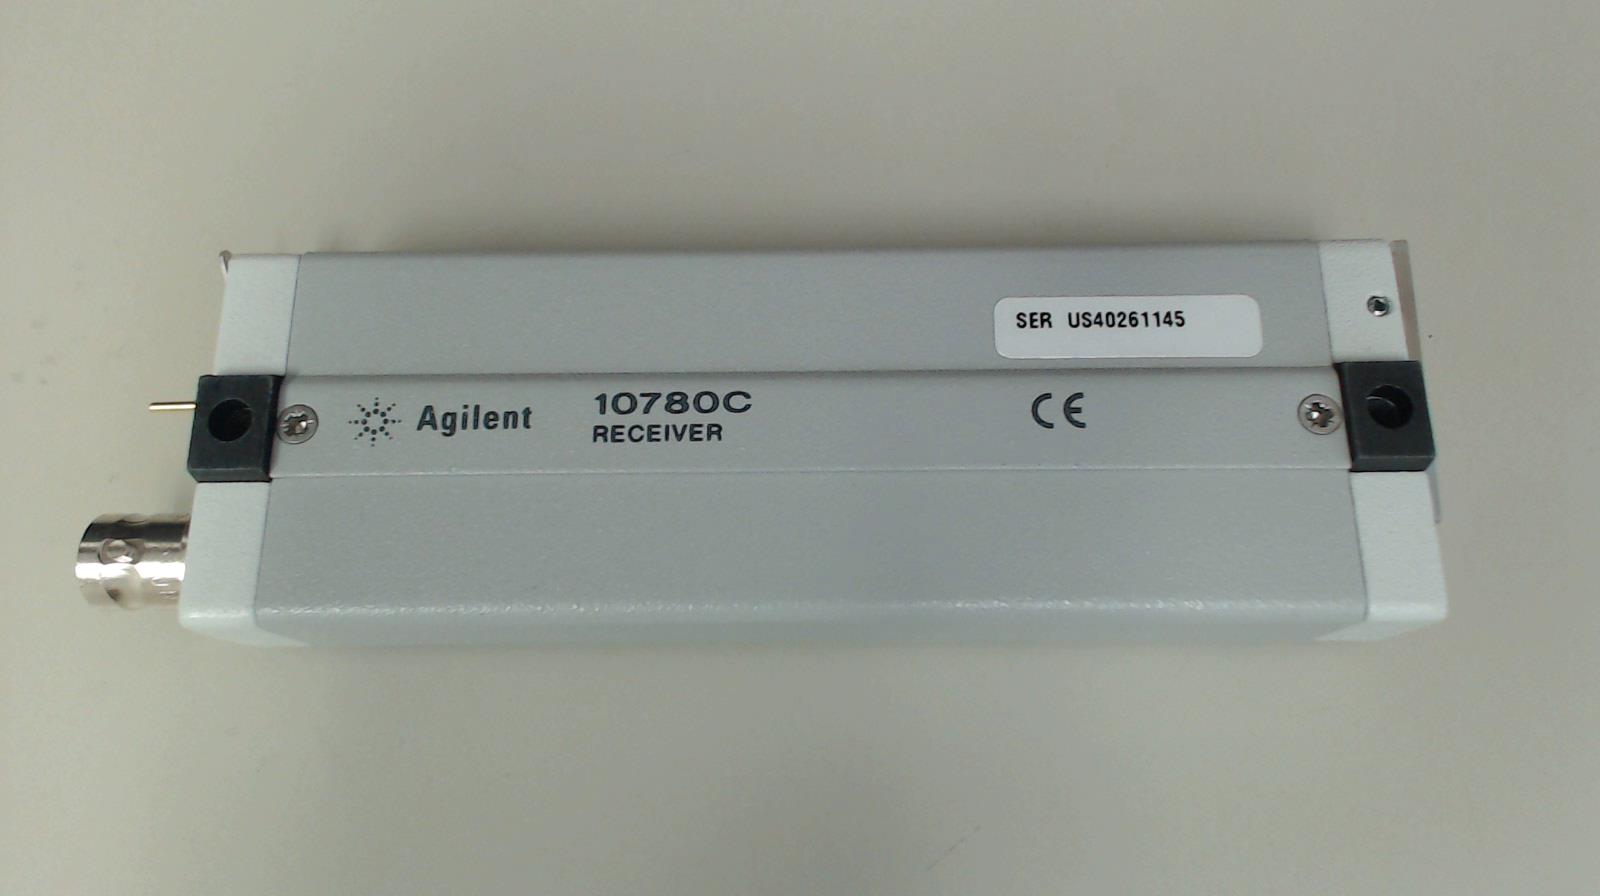 SER US40261145
Agilent
10780C
RECEIVER
CE